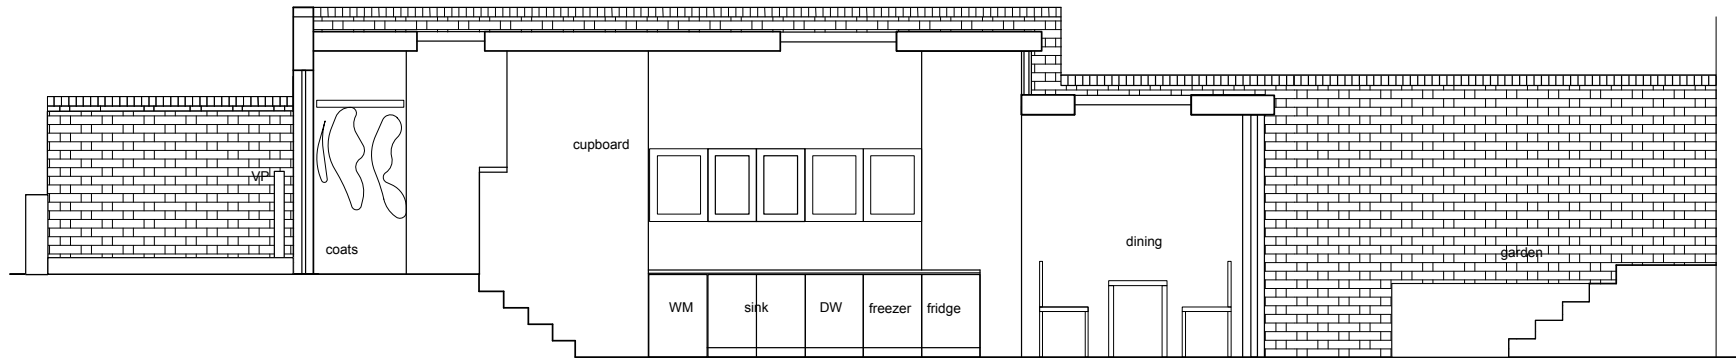 cupboard
VP
coats
dining
garden
WM
sink
DW
freezer
fridge